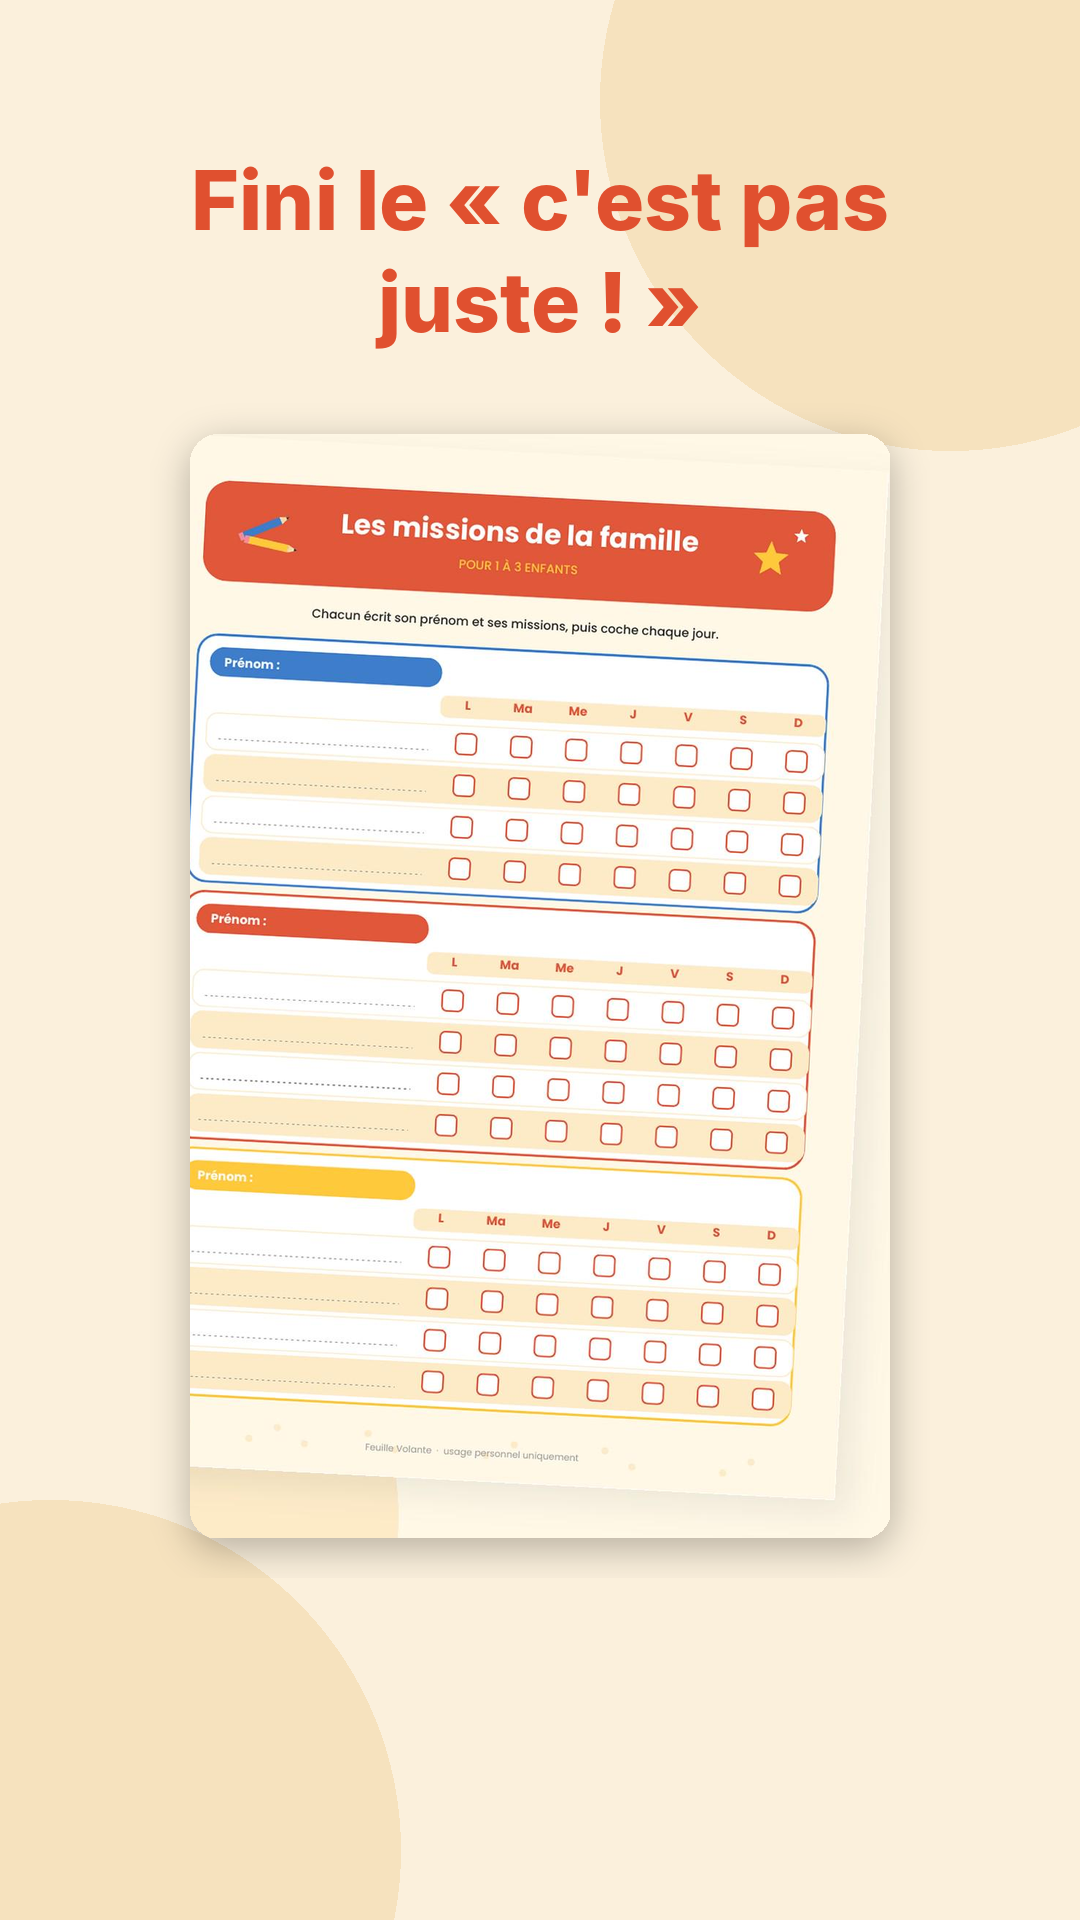 Fini le « c'est pas
juste ! »
Les missions de la famille
POUR 1 À 3 ENFANTS
Chacun écrit son prénom et ses missions, puis coche chaque jour.
Prénom :
L Ma Me J V S D
Prénom :
L Ma Me J V S D
Prénom :
L Ma Me J V S D
Feuille Volante · usage personnel uniquement